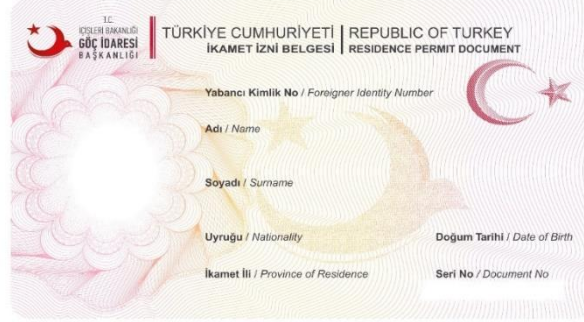 T.C.
İÇİŞLERİ BAKANLIĞI
GÖÇ İDARESİ
BAŞKANLIĞI
TÜRKİYE CUMHURİYETİ | REPUBLIC OF TURKEY
İKAMET İZNİ BELGESİ | RESIDENCE PERMIT DOCUMENT
Yabancı Kimlik No / Foreigner Identity Number
Adı / Name
Soyadı / Surname
Uyruğu / Nationality
Doğum Tarihi / Date of Birth
İkamet İli / Province of Residence
Seri No / Document No